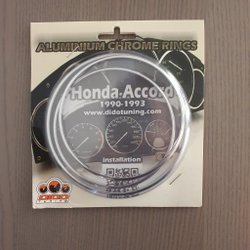 ALUMINIUM CHROME RINGS
Honda-Accord
1990-1993
www.didotuning.com
installation